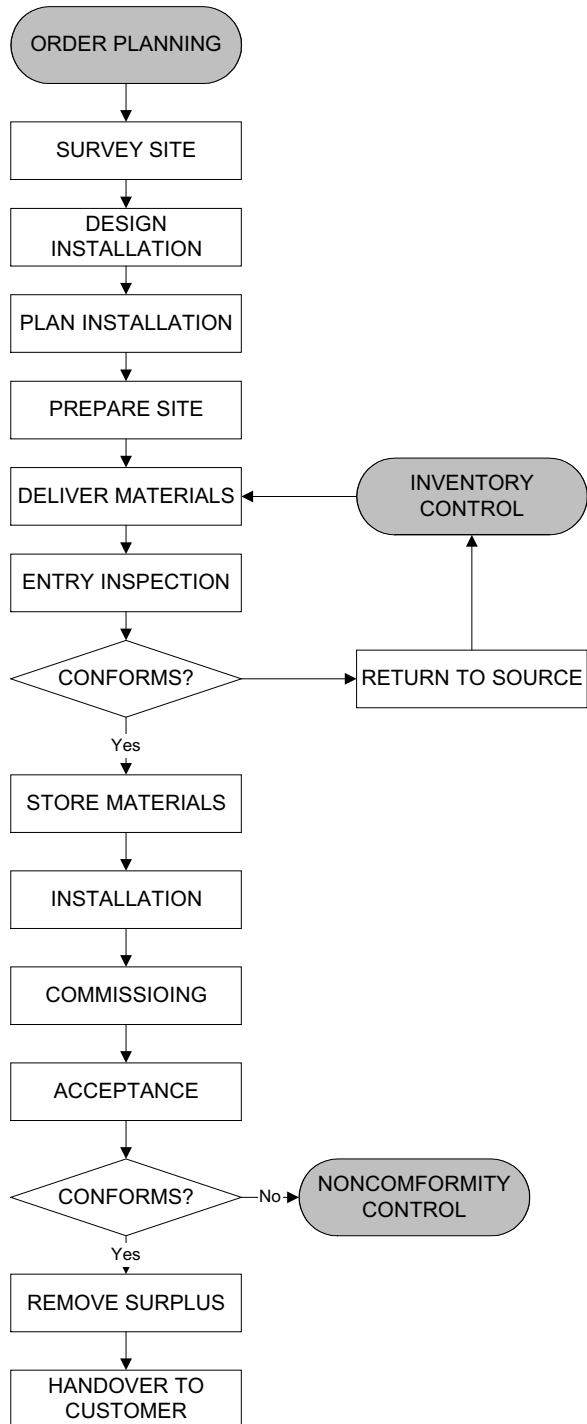 ORDER PLANNING
SURVEY SITE
DESIGN
INSTALLATION
PLAN INSTALLATION
PREPARE SITE
DELIVER MATERIALS
INVENTORY
CONTROL
ENTRY INSPECTION
CONFORMS?
RETURN TO SOURCE
Yes
STORE MATERIALS
INSTALLATION
COMMISSIOING
ACCEPTANCE
CONFORMS?
No
NONCOMFORMITY
CONTROL
Yes
REMOVE SURPLUS
HANDOVER TO
CUSTOMER